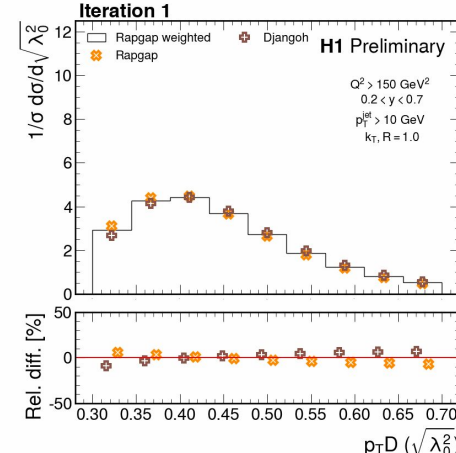 Iteration 1
1/σ dσ/d√λ₀²
12
10
8
6
4
2
0
Rapgap weighted
Rapgap
Djangoh
H1 Preliminary
Q² > 150 GeV²
0.2 < y < 0.7
p_T^jet > 10 GeV
k_T, R = 1.0
Rel. diff. [%]
50
0
-50
0.30 0.35 0.40 0.45 0.50 0.55 0.60 0.65 0.70
p_TD (√λ₀²)